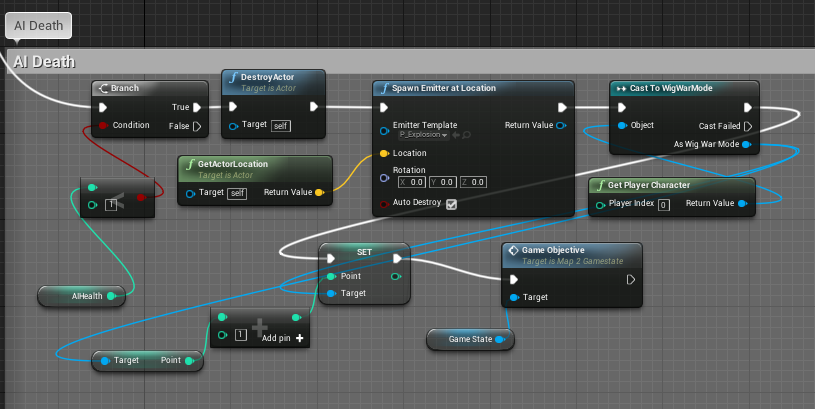 AI Death
AI Death
Branch
True
Condition
False
DestroyActor
Target is Actor
Target self
Spawn Emitter at Location
Emitter Template
P_Explosion
Return Value
Location
Rotation
X 0.0 Y 0.0 Z 0.0
Auto Destroy
Cast To WigWarMode
Object
Cast Failed
As Wig War Mode
GetActorLocation
Target is Actor
Target self
Return Value
Get Player Character
Player Index 0
Return Value
<
1
AIHealth
SET
Point
Target
Game Objective
Target is Map 2 Gamestate
Target
Game State
+
1
Add pin +
Target
Point